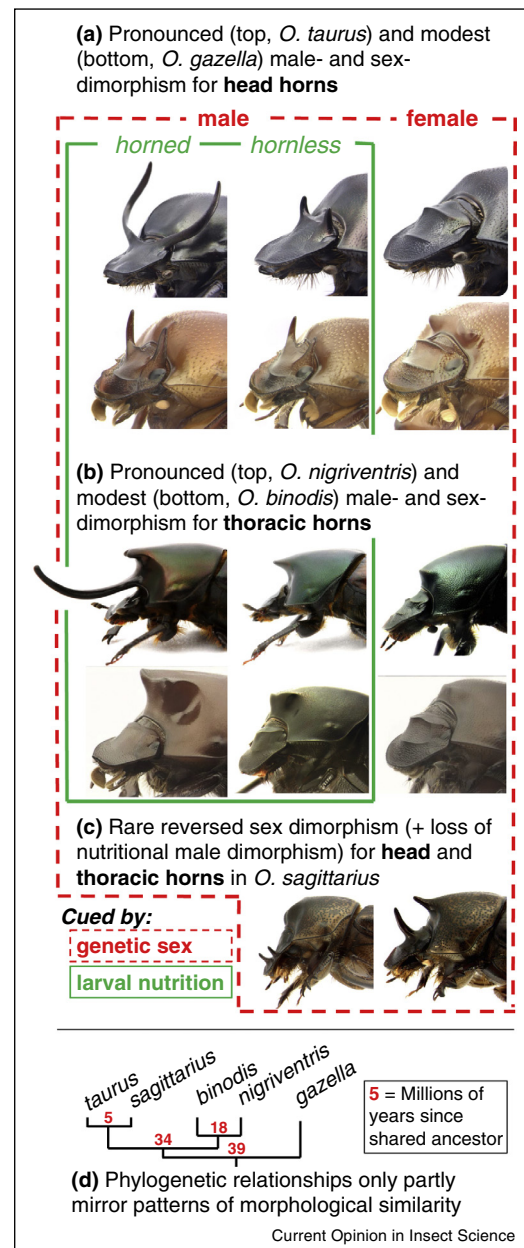 (a) Pronounced (top, O. taurus) and modest
(bottom, O. gazella) male- and sex-
dimorphism for head horns
male female
horned hornless
(b) Pronounced (top, O. nigriventris) and
modest (bottom, O. binodis) male- and sex-
dimorphism for thoracic horns
(c) Rare reversed sex dimorphism (+ loss of
nutritional male dimorphism) for head and
thoracic horns in O. sagittarius
Cued by:
genetic sex
larval nutrition
taurus sagittarius binodis nigriventris gazella
5
18
34
39
5 = Millions of
years since
shared ancestor
(d) Phylogenetic relationships only partly
mirror patterns of morphological similarity
Current Opinion in Insect Science